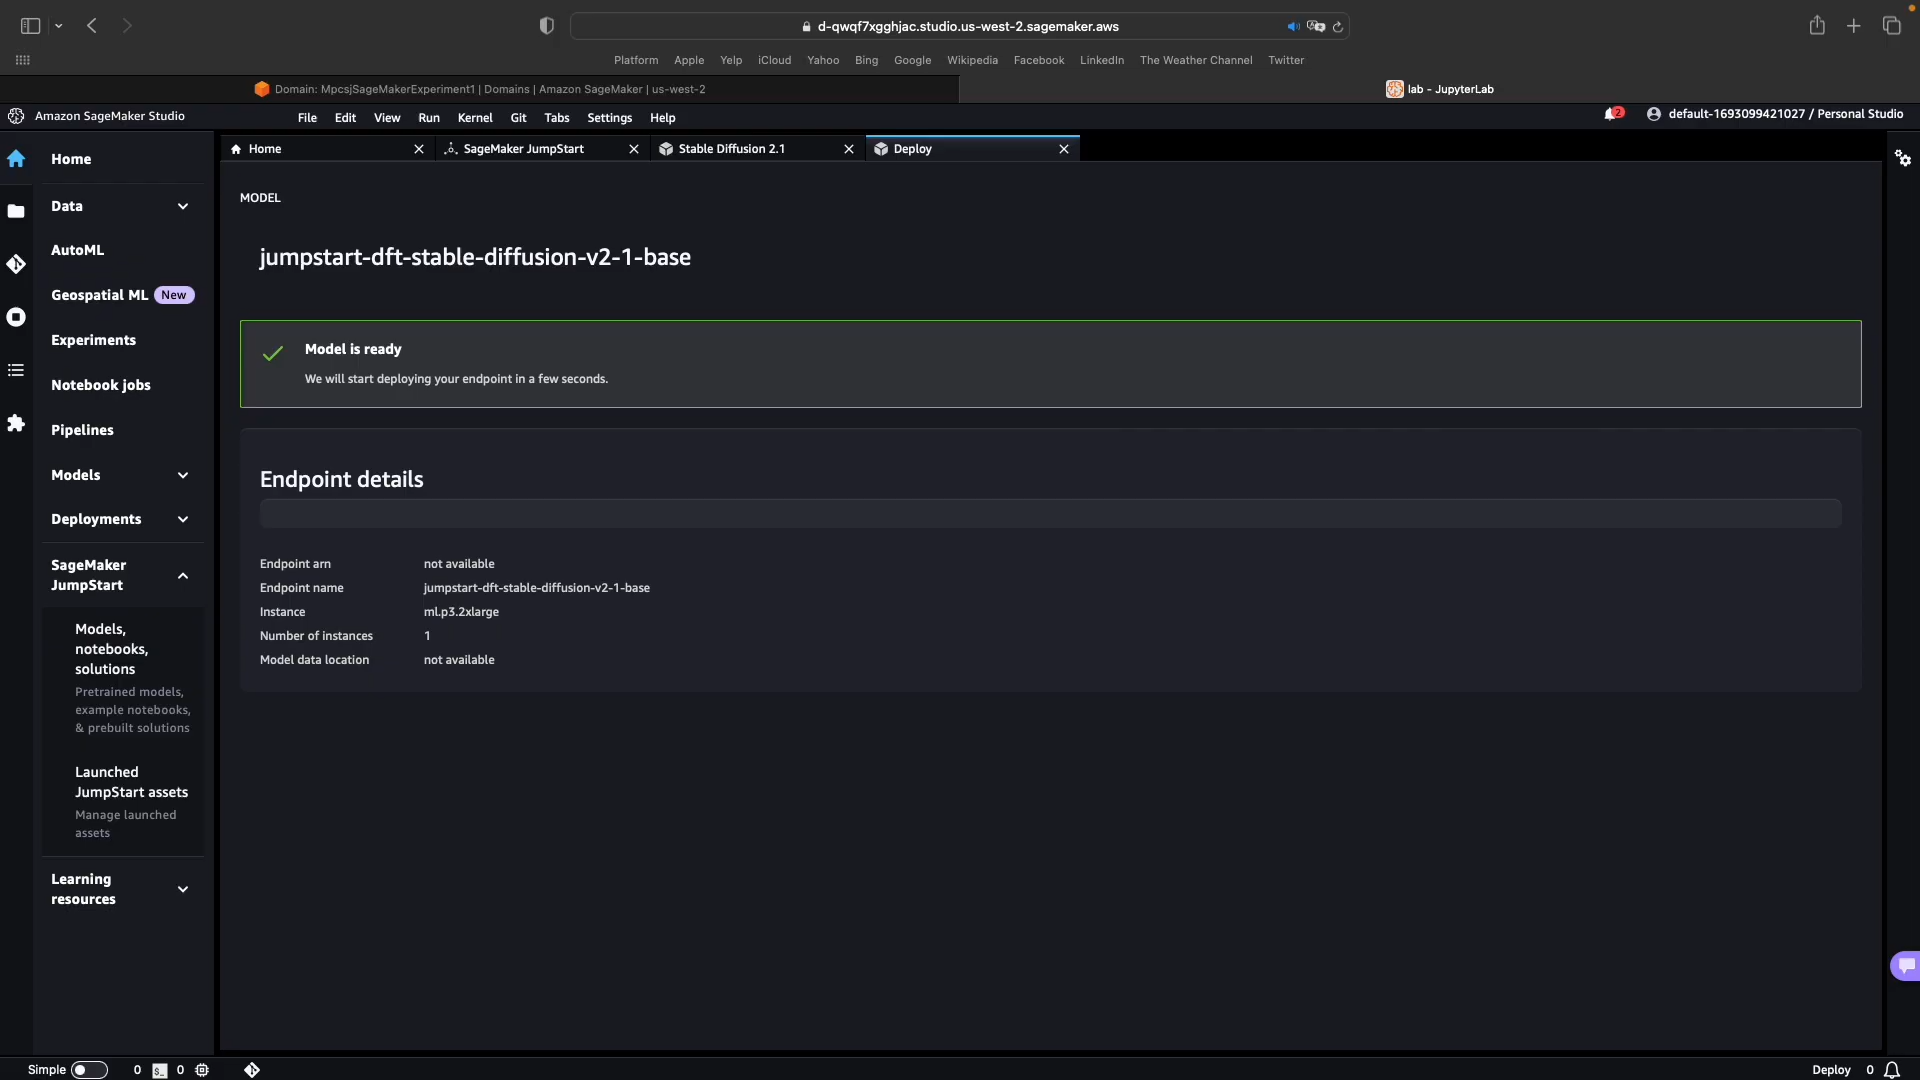 d-qwqf7xgghjac.studio.us-west-2.sagemaker.aws
Platform Apple Yelp iCloud Yahoo Bing Google Wikipedia Facebook LinkedIn The Weather Channel Twitter
Domain: MpcsjSageMakerExperiment1 | Domains | Amazon SageMaker | us-west-2
lab - JupyterLab
Amazon SageMaker Studio
File Edit View Run Kernel Git Tabs Settings Help
2
default-1693099421027 / Personal Studio
Home
Data
AutoML
Geospatial ML New
Experiments
Notebook jobs
Pipelines
Models
Deployments
SageMaker
JumpStart
Models,
notebooks,
solutions
Pretrained models,
example notebooks,
& prebuilt solutions
Launched
JumpStart assets
Manage launched
assets
Learning
resources
Home
SageMaker JumpStart
Stable Diffusion 2.1
Deploy
MODEL
jumpstart-dft-stable-diffusion-v2-1-base
Model is ready
We will start deploying your endpoint in a few seconds.
Endpoint details
Endpoint arn not available
Endpoint name jumpstart-dft-stable-diffusion-v2-1-base
Instance ml.p3.2xlarge
Number of instances 1
Model data location not available
Simple 0 $_ 0
Deploy 0